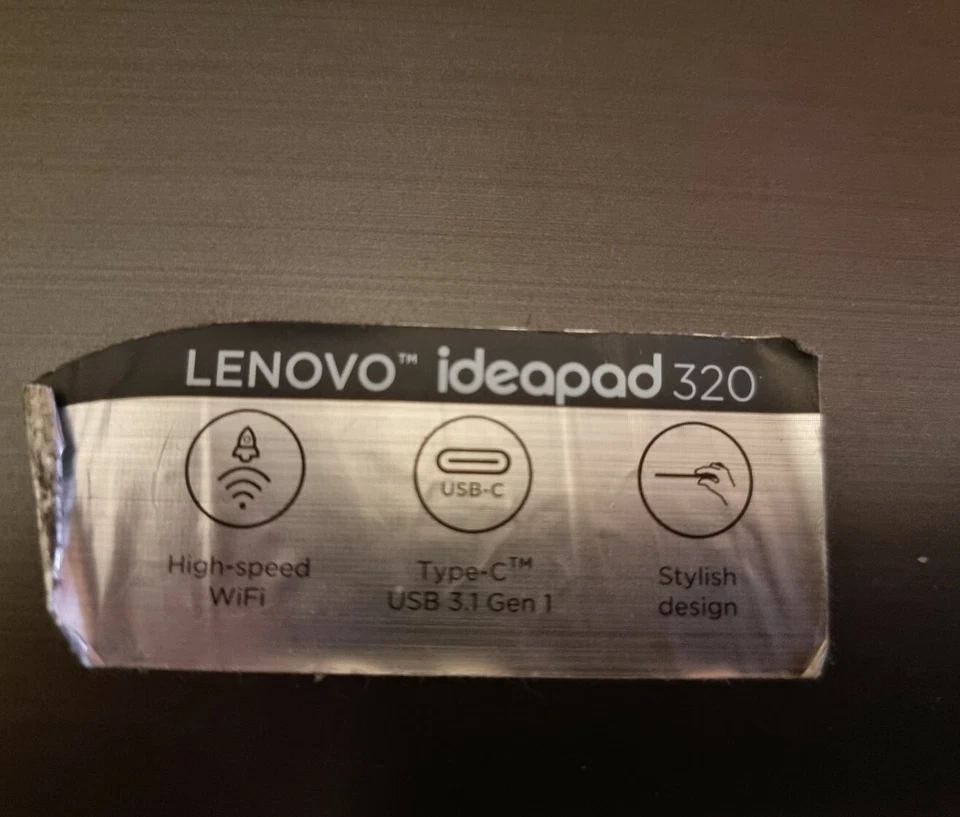 LENOVO™ ideapad 320
USB-C
High-speed
WiFi
Type-C™
USB 3.1 Gen 1
Stylish
design